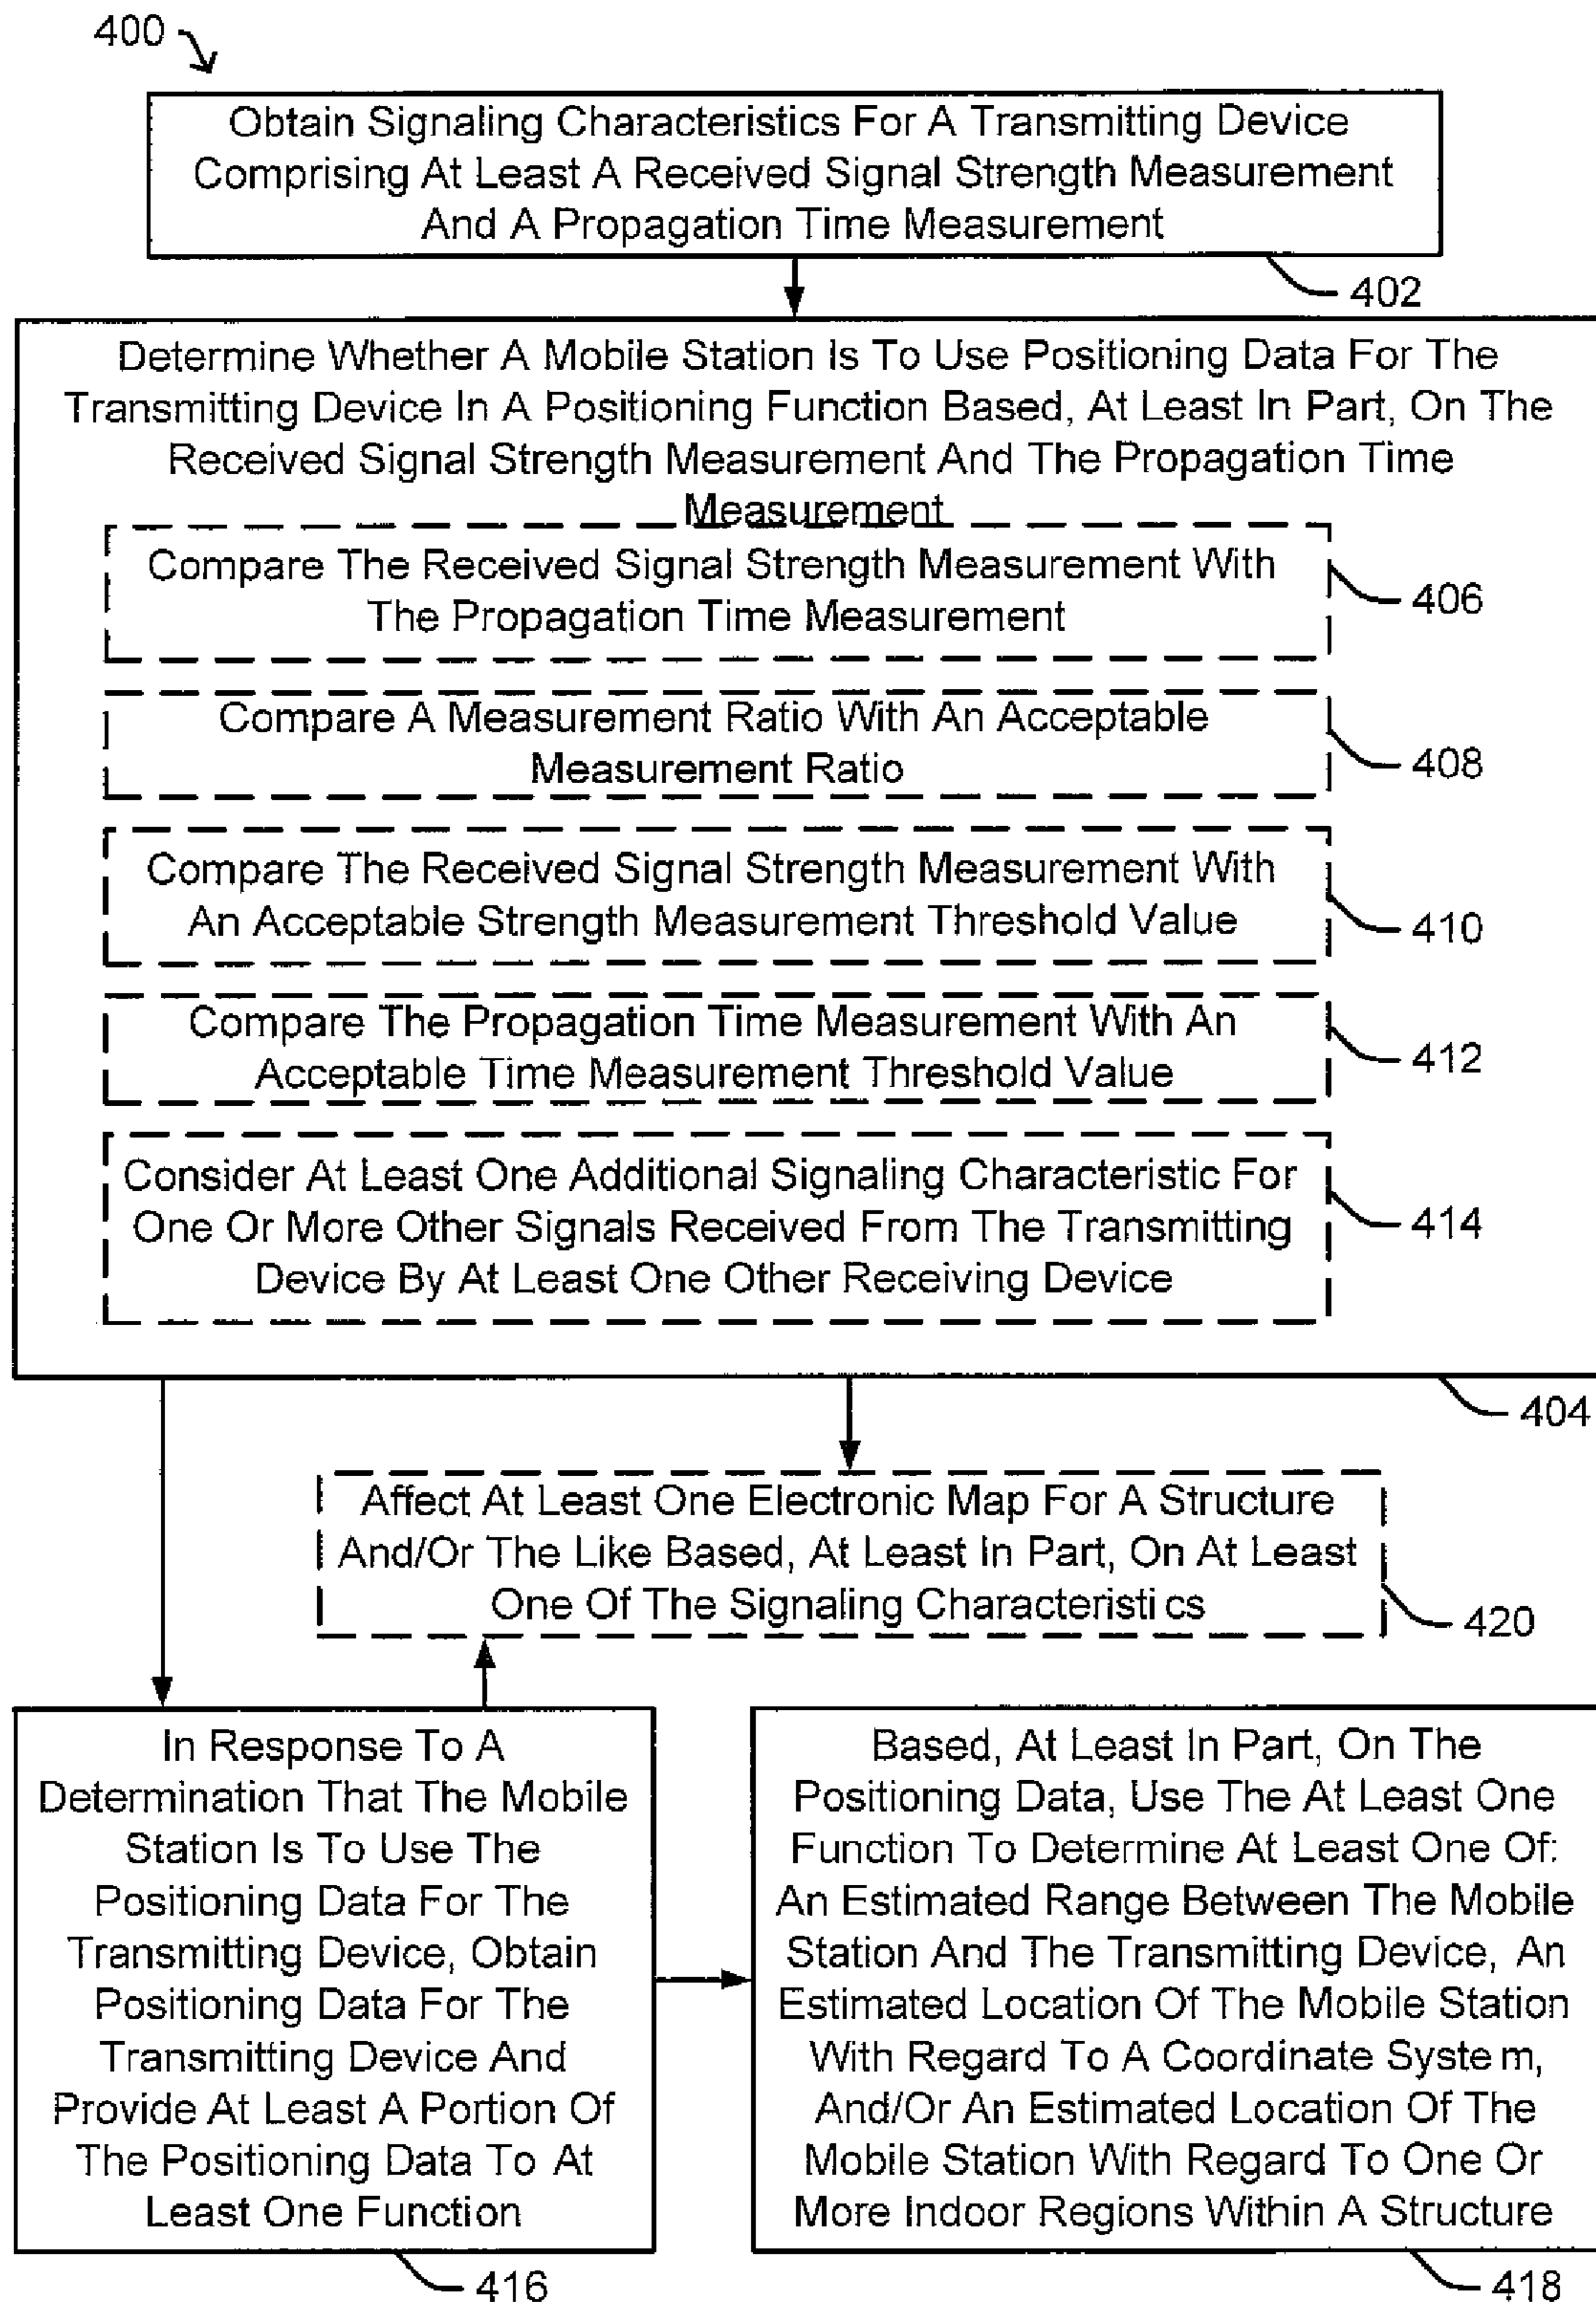 400
Obtain Signaling Characteristics For A Transmitting Device
Comprising At Least A Received Signal Strength Measurement
And A Propagation Time Measurement
402
Determine Whether A Mobile Station Is To Use Positioning Data For The
Transmitting Device In A Positioning Function Based, At Least In Part, On The
Received Signal Strength Measurement And The Propagation Time
Measurement
Compare The Received Signal Strength Measurement With
The Propagation Time Measurement
406
Compare A Measurement Ratio With An Acceptable
Measurement Ratio
408
Compare The Received Signal Strength Measurement With
An Acceptable Strength Measurement Threshold Value
410
Compare The Propagation Time Measurement With An
Acceptable Time Measurement Threshold Value
412
Consider At Least One Additional Signaling Characteristic For
One Or More Other Signals Received From The Transmitting
Device By At Least One Other Receiving Device
414
404
Affect At Least One Electronic Map For A Structure
And/Or The Like Based, At Least In Part, On At Least
One Of The Signaling Characteristics
420
In Response To A
Determination That The Mobile
Station Is To Use The
Positioning Data For The
Transmitting Device, Obtain
Positioning Data For The
Transmitting Device And
Provide At Least A Portion Of
The Positioning Data To At
Least One Function
416
Based, At Least In Part, On The
Positioning Data, Use The At Least One
Function To Determine At Least One Of:
An Estimated Range Between The Mobile
Station And The Transmitting Device, An
Estimated Location Of The Mobile Station
With Regard To A Coordinate System,
And/Or An Estimated Location Of The
Mobile Station With Regard To One Or
More Indoor Regions Within A Structure
418